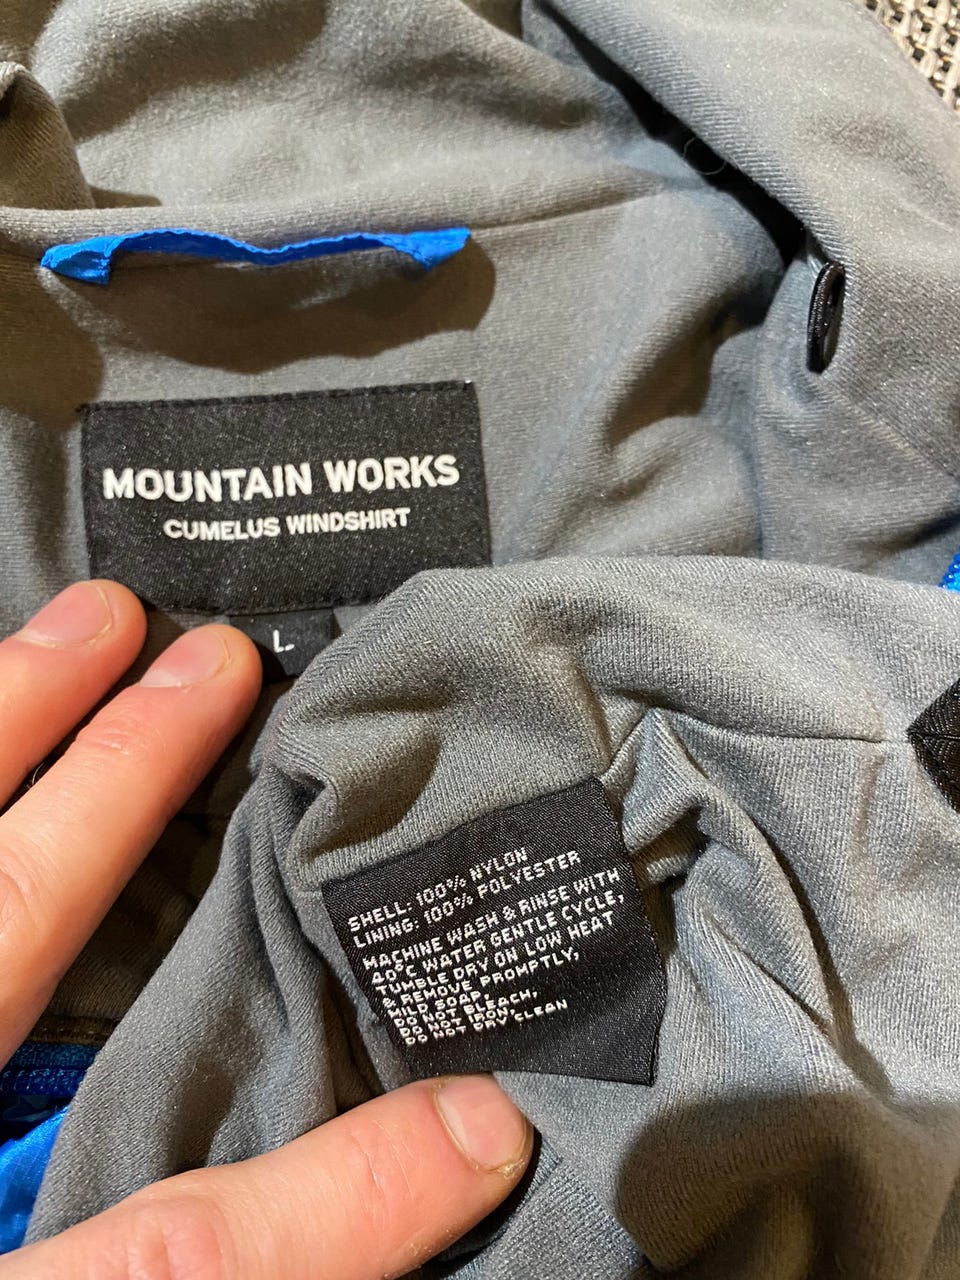 MOUNTAIN WORKS
CUMELUS WINDSHIRT
L.
SHELL: 100% NYLON
LINING: 100% POLYESTER
MACHINE WASH & RINSE WITH
40°C WATER GENTLE CYCLE,
TUMBLE DRY ON LOW HEAT
& REMOVE PROMPTLY,
MILD SOAP,
DO NOT BLEACH,
DO NOT IRON,
DO NOT DRY CLEAN